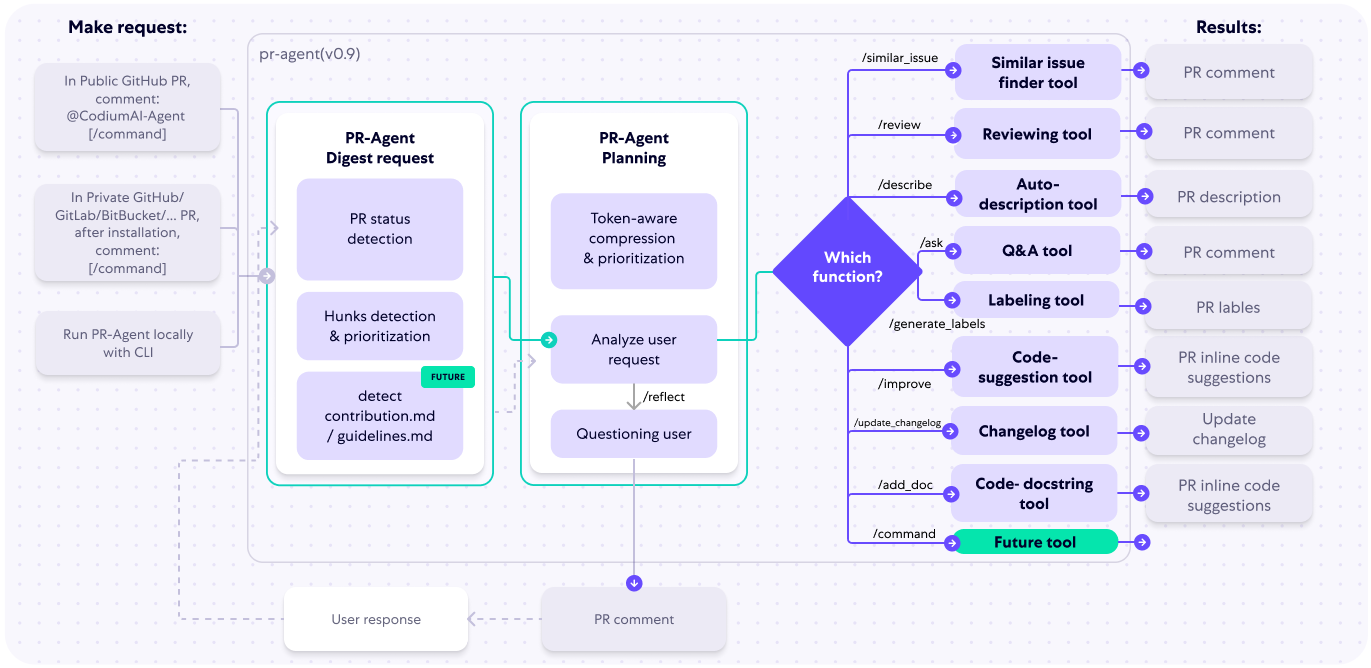 Make request:
In Public GitHub PR,
comment:
@CodiumAI-Agent
[/command]
In Private GitHub/
GitLab/BitBucket/... PR,
after installation,
comment:
[/command]
Run PR-Agent locally
with CLI
pr-agent(v0.9)
PR-Agent
Digest request
PR status
detection
Hunks detection
& prioritization
FUTURE
detect
contribution.md
/ guidelines.md
PR-Agent
Planning
Token-aware
compression
& prioritization
Analyze user
request
/reflect
Questioning user
User response
PR comment
Which
function?
/similar_issue
Similar issue
finder tool
/review
Reviewing tool
/describe
Auto-
description tool
/ask
Q&A tool
/generate_labels
Labeling tool
/improve
Code-
suggestion tool
/update_changelog
Changelog tool
/add_doc
Code- docstring
tool
/command
Future tool
Results:
PR comment
PR comment
PR description
PR comment
PR lables
PR inline code
suggestions
Update
changelog
PR inline code
suggestions